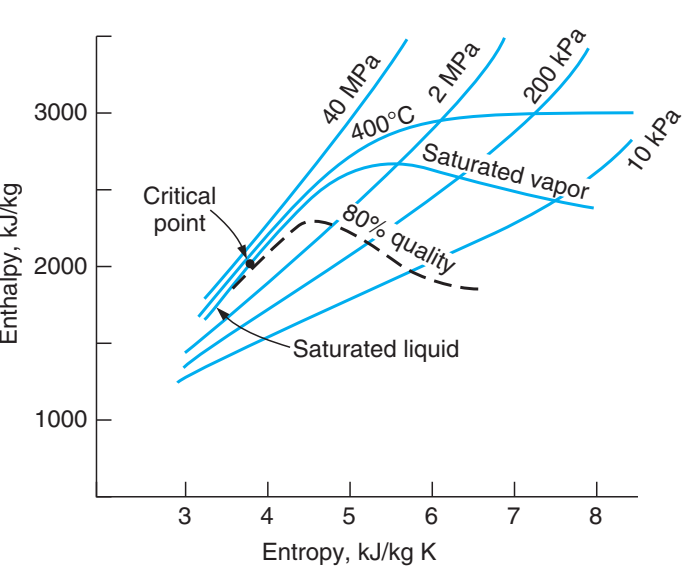 40 MPa
2 MPa
200 kPa
10 kPa
400°C
Saturated vapor
Critical
point
80% quality
Saturated liquid
Enthalpy, kJ/kg
3000
2000
1000
3 4 5 6 7 8
Entropy, kJ/kg K